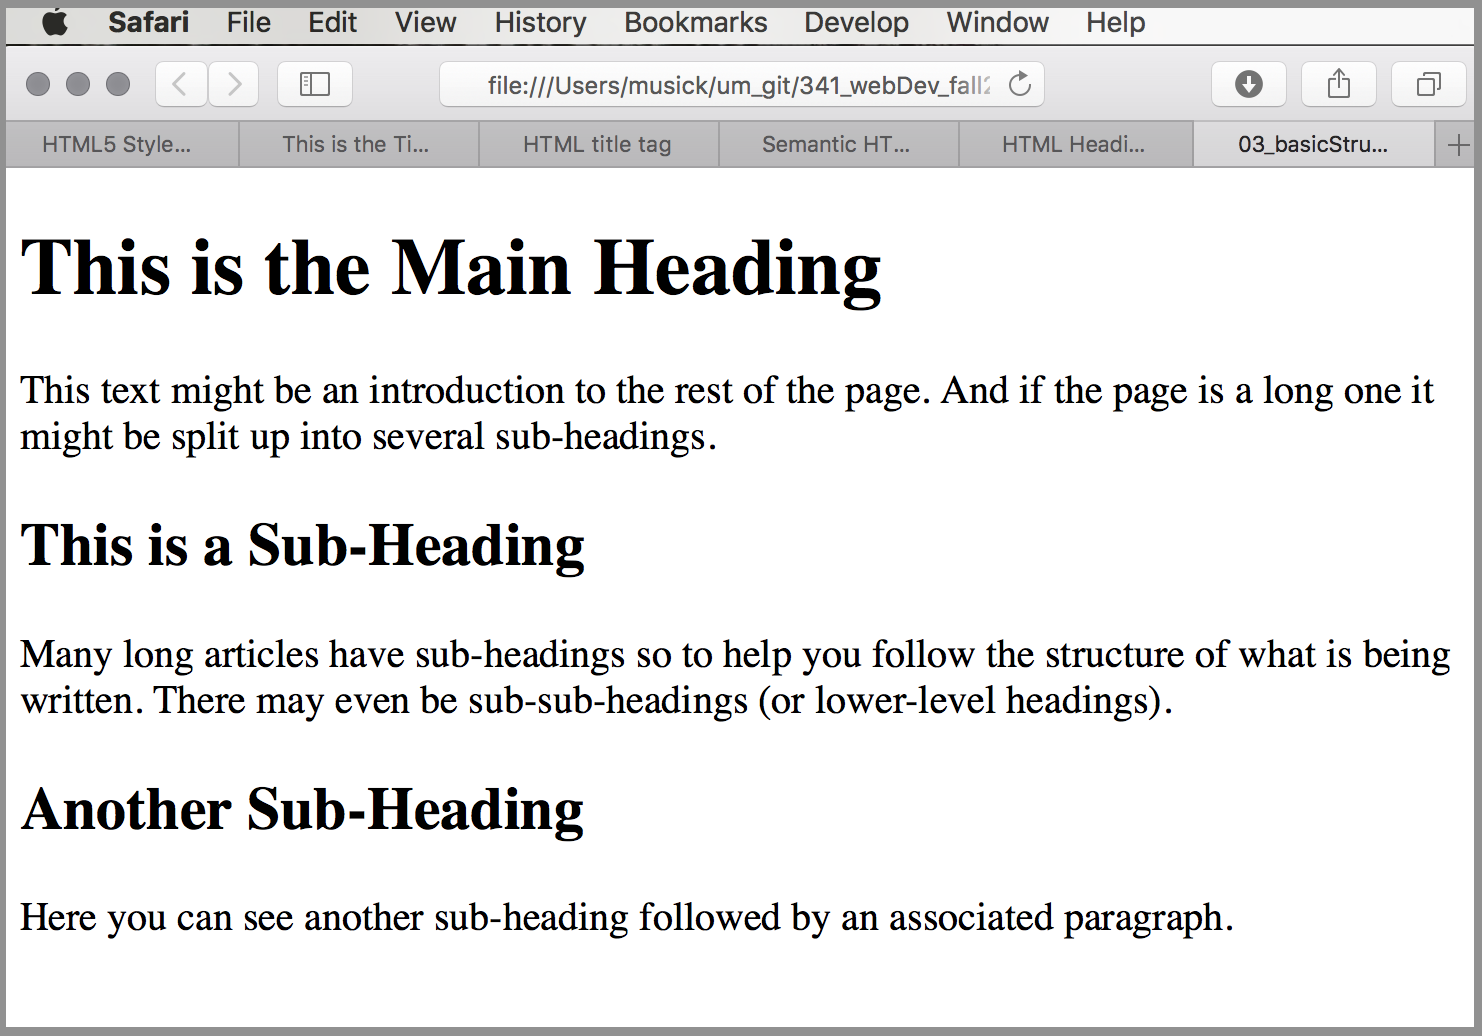 Safari File Edit View History Bookmarks Develop Window Help
file:///Users/musick/um_git/341_webDev_fall
HTML5 Style... This is the Ti... HTML title tag Semantic HT... HTML Headi... 03_basicStru...
This is the Main Heading
This text might be an introduction to the rest of the page. And if the page is a long one it
might be split up into several sub-headings.
This is a Sub-Heading
Many long articles have sub-headings so to help you follow the structure of what is being
written. There may even be sub-sub-headings (or lower-level headings).
Another Sub-Heading
Here you can see another sub-heading followed by an associated paragraph.